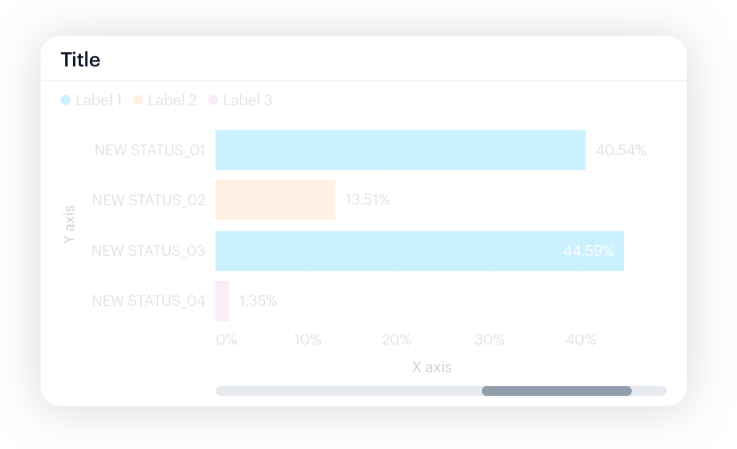 Title
Label 1 Label 2 Label 3
NEW STATUS_01 40.54%
NEW STATUS_02 13.51%
Y axis
NEW STATUS_03 44.59%
NEW STATUS_04 1.35%
0% 10% 20% 30% 40%
X axis